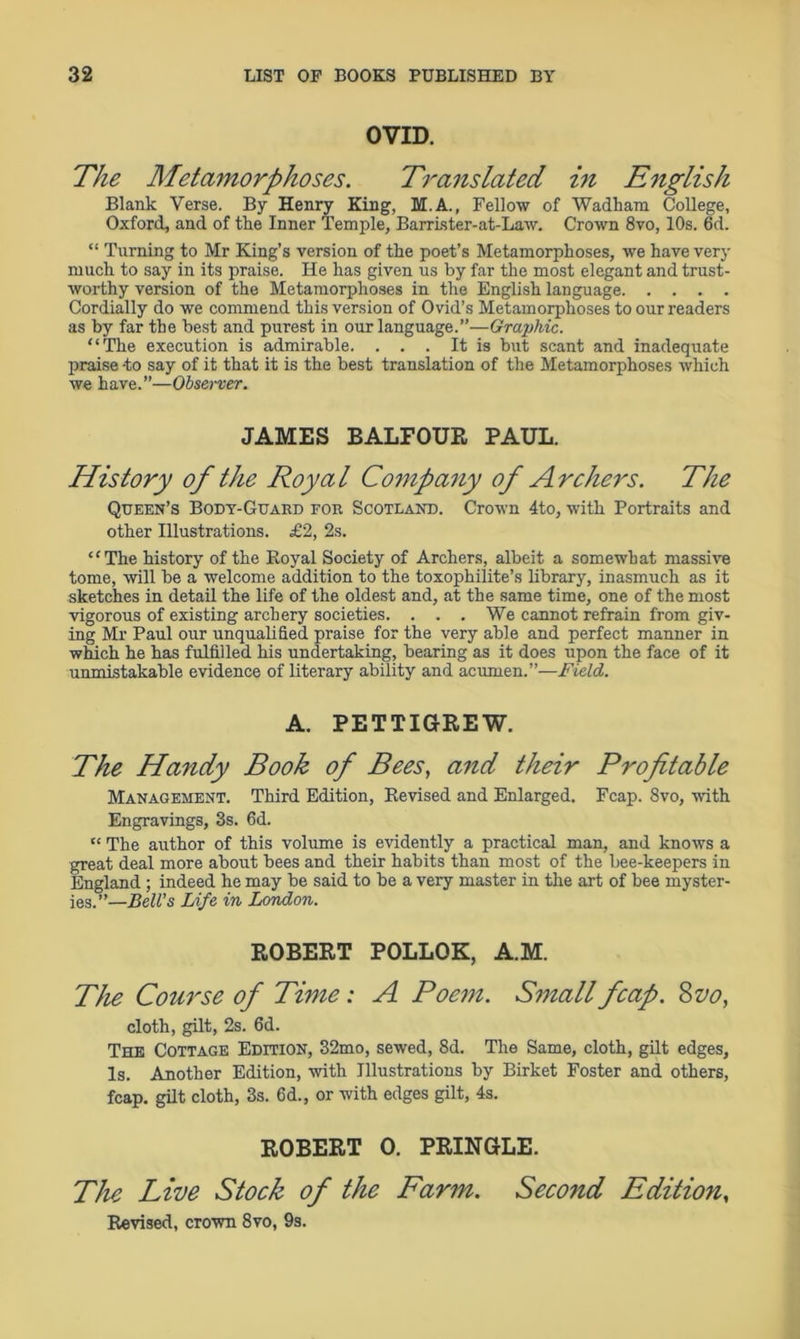 32 LIST OF BOOKS PUBLISHED BY
OVID.
The Metamorphoses. Translated in English
Blank Verse. By Henry King, M.A., Fellow of Wadham College,
Oxford, and of the Inner Temple, Barrister-at-Law. Crown 8vo, 10s. 6d.
“ Turning to Mr King’s version of the poet’s Metamorphoses, we have very
much to say in its praise. He has given us by far the most elegant and trust-
worthy version of the Metamorphoses in the English language. . . . .
Cordially do we commend this version of Ovid’s Metamorphoses to our readers
as by far the best and purest in our language.”—Graphic.
“The execution is admirable. . . . It is but scant and inadequate
praise to say of it that it is the best translation of the Metamorphoses which
we have.”—Observer.
JAMES BALFOUR PAUL.
History of the Royal Company of Archers. The
Queen’s Body-Guard for Scotland. Crown 4to, with Portraits and
other Illustrations. £2, 2s.
“The history of the Royal Society of Archers, albeit a somewhat massive
tome, will be a welcome addition to the toxophilite’s library, inasmuch as it
sketches in detail the life of the oldest and, at the same time, one of the most
vigorous of existing archery societies. . . . We cannot refrain from giv-
ing Mr Paul our unqualified praise for the very able and perfect manner in
which he has fulfilled his undertaking, bearing as it does upon the face of it
unmistakable evidence of literary ability and acumen.”—Field.
A. PETTIGREW.
The Handy Book of Bees, and their Profitable
Management. Third Edition, Revised and Enlarged. Fcap. 8vo, with
Engravings, 3s. 6d.
“ The author of this volume is evidently a practical man, and knows a
great deal more about bees and their habits than most of the bee-keepers in
England ; indeed he may be said to be a very master in the art of bee myster-
ies.”—Bell’s Life in London.
ROBERT POLLOK, A.M.
The Course of Time : A Poem. Small fcap. 8vo,
cloth, gilt, 2s. 6d.
The Cottage Edition, 32mo, sewed, 8d. The Same, cloth, gilt edges,
1s. Another Edition, with Illustrations by Birket Foster and others,
fcap. gilt cloth, 3s. 6d., or with edges gilt, 4s.
ROBERT O. PRINGLE.
The Live Stock of the Farm. Second Edition,
Revised, crown 8vo, 9s.